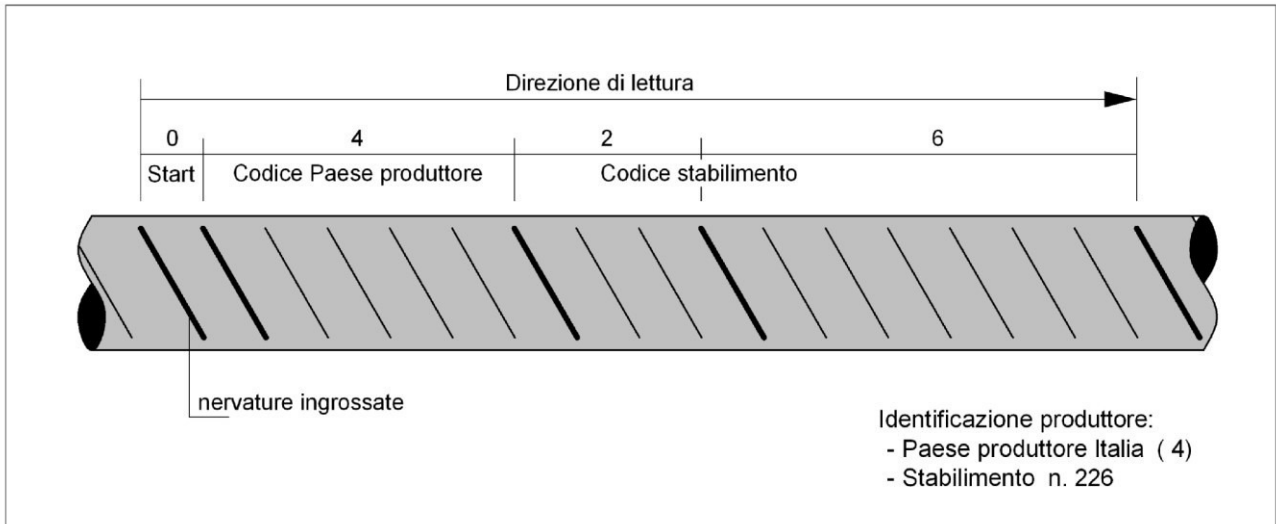 Direzione di lettura
0 4 2 6
Start Codice Paese produttore Codice stabilimento
nervature ingrossate
Identificazione produttore:
- Paese produttore Italia ( 4)
- Stabilimento n. 226